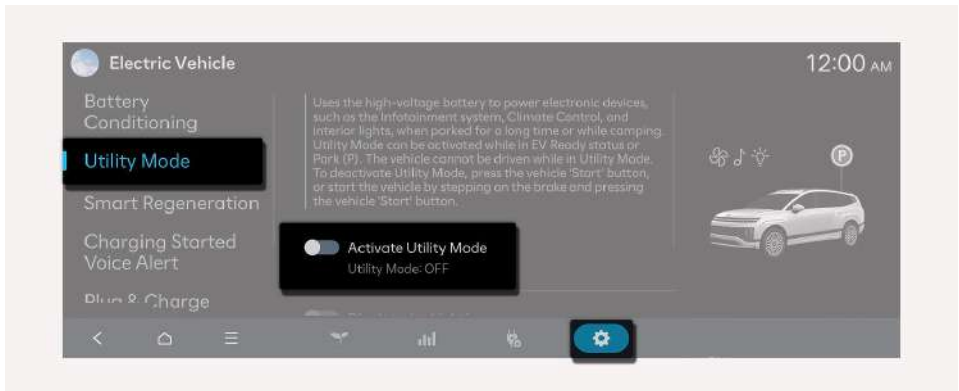 Electric Vehicle
12:00 AM
Battery
Conditioning
Utility Mode
Smart Regeneration
Charging Started
Voice Alert
Plug & Charge
Uses the high-voltage battery to power electronic devices,
such as the Infotainment system, Climate Control, and
interior lights, when parked for a long time or while camping.
Utility Mode can be activated while in EV Ready status or
Park (P). The vehicle cannot be driven while in Utility Mode.
To deactivate Utility Mode, press the vehicle 'Start' button,
or start the vehicle by stepping on the brake and pressing
the vehicle 'Start' button.
Activate Utility Mode
Utility Mode: OFF
P